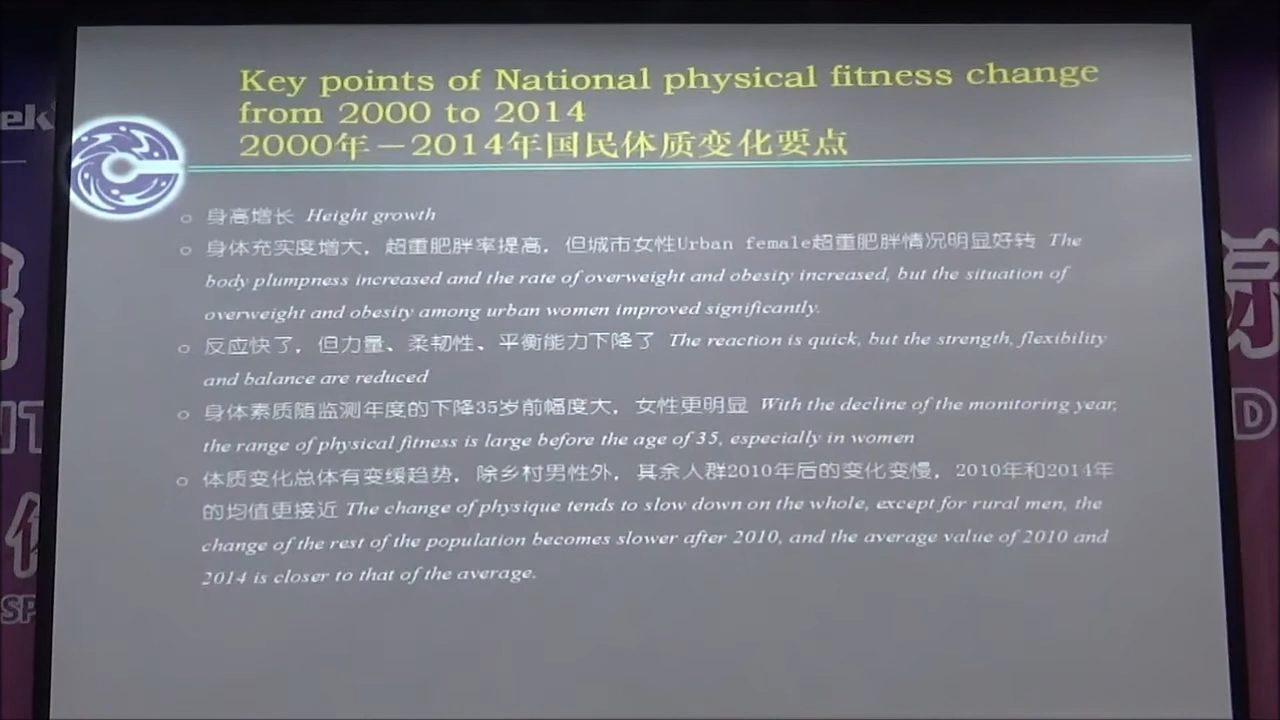 Key points of National physical fitness change
from 2000 to 2014
2000年－2014年国民体质变化要点
身高增长 Height growth
身体充实度增大，超重肥胖率提高，但城市女性Urban female超重肥胖情况明显好转 The
body plumpness increased and the rate of overweight and obesity increased, but the situation of
overweight and obesity among urban women improved significantly.
反应快了，但力量、柔韧性、平衡能力下降了 The reaction is quick, but the strength, flexibility
and balance are reduced
身体素质随监测年度的下降35岁前幅度大，女性更明显 With the decline of the monitoring year,
the range of physical fitness is large before the age of 35, especially in women
体质变化总体有变缓趋势，除乡村男性外，其余人群2010年后的变化变慢，2010年和2014年
的均值更接近 The change of physique tends to slow down on the whole, except for rural men, the
change of the rest of the population becomes slower after 2010, and the average value of 2010 and
2014 is closer to that of the average.